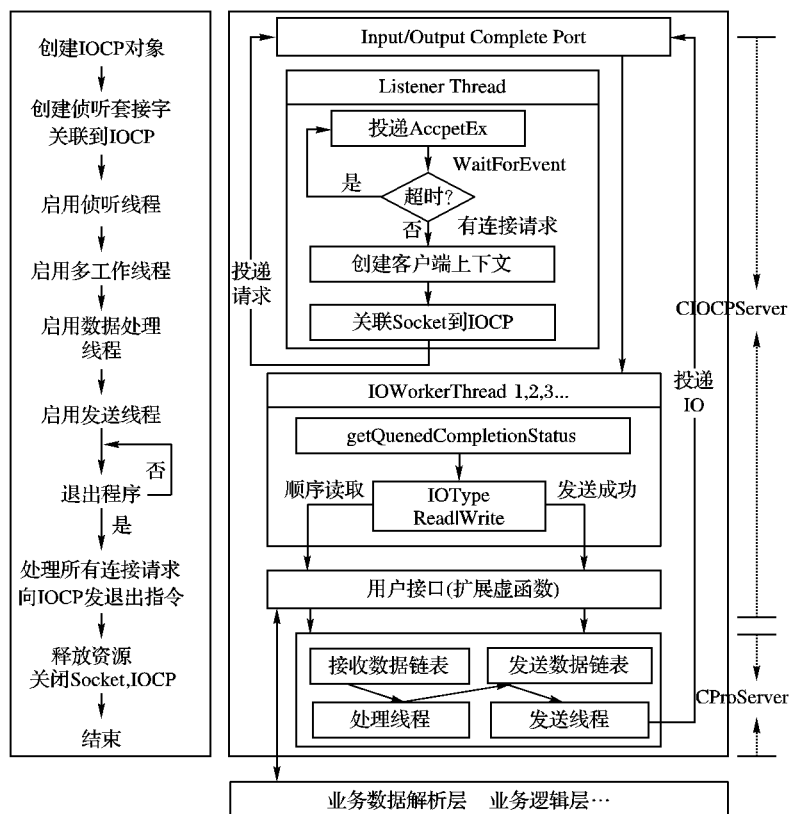 创建IOCP对象
创建侦听套接字
关联到IOCP
启用侦听线程
启用多工作线程
启用数据处理
线程
启用发送线程
否
退出程序
是
处理所有连接请求
向IOCP发退出指令
释放资源
关闭Socket,IOCP
结束
Input/Output Complete Port
Listener Thread
投递AccpetEx
WaitForEvent
是
超时?
否
有连接请求
创建客户端上下文
关联Socket到IOCP
投递
请求
IOWorkerThread 1,2,3...
getQuenedCompletionStatus
顺序读取
IOType
Read|Write
发送成功
用户接口(扩展虚函数)
接收数据链表
发送数据链表
处理线程
发送线程
投递
IO
CIOCPServer
CProServer
业务数据解析层 业务逻辑层…